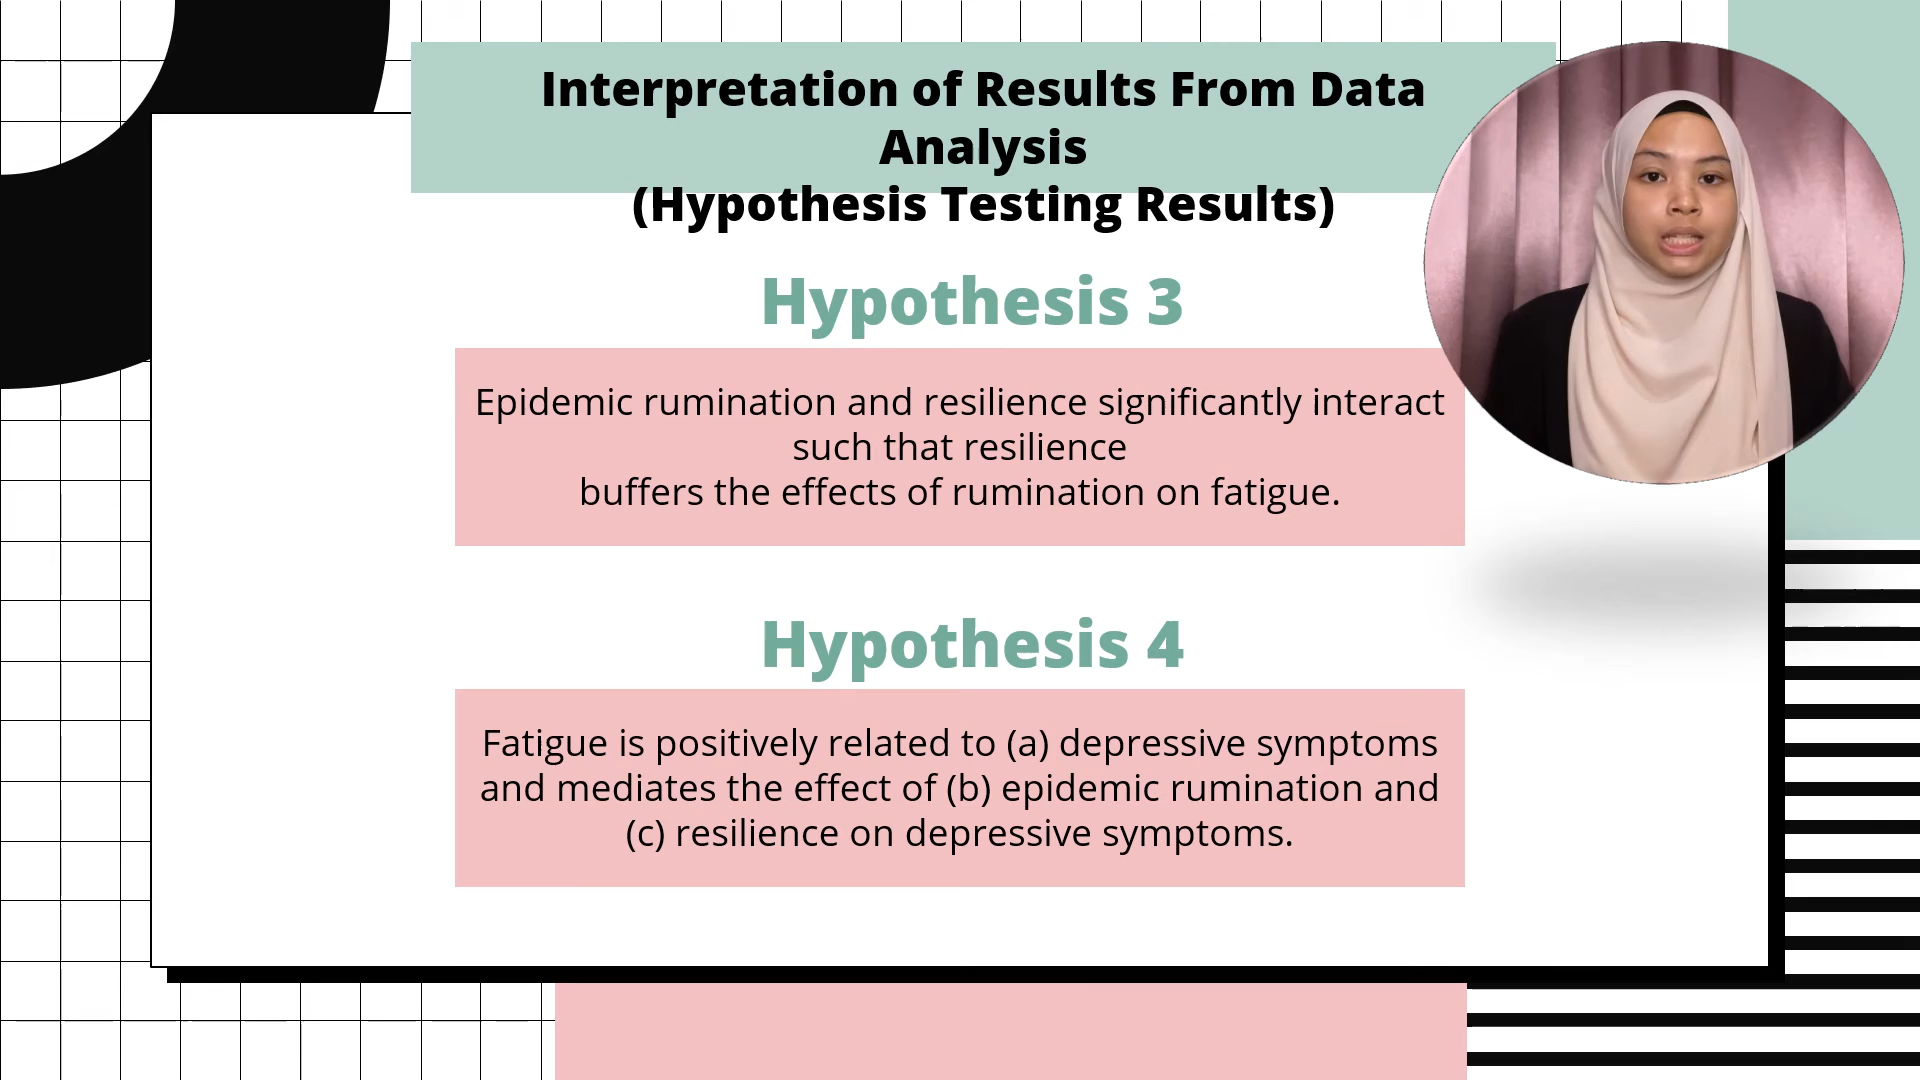 Interpretation of Results From Data
Analysis
(Hypothesis Testing Results)
Hypothesis 3
Epidemic rumination and resilience significantly interact
such that resilience
buffers the effects of rumination on fatigue.
Hypothesis 4
Fatigue is positively related to (a) depressive symptoms
and mediates the effect of (b) epidemic rumination and
(c) resilience on depressive symptoms.